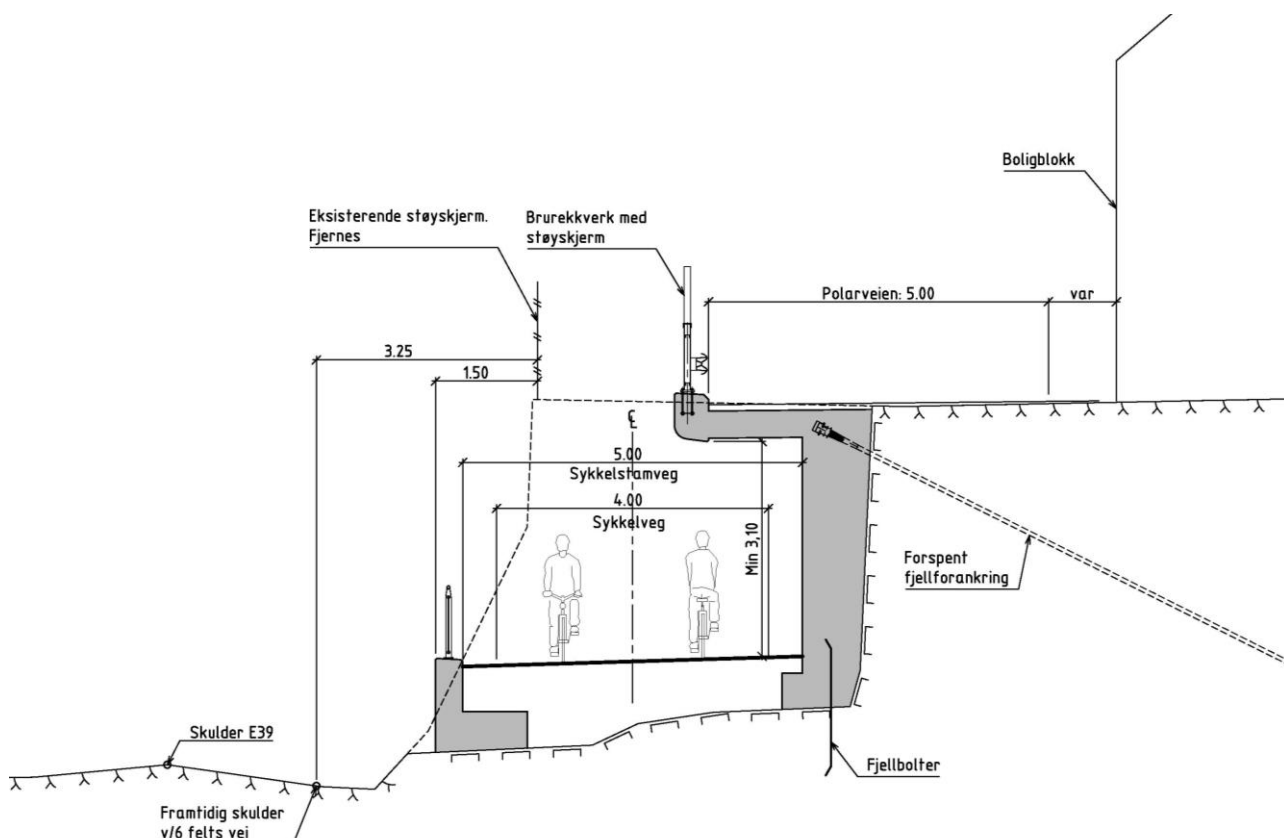 Boligblokk
Eksisterende støyskjerm.
Fjernes
Brurekkverk med
støyskjerm
Polarveien: 5.00
var
3.25
1.50
℄
5.00
Sykkelstamveg
4.00
Sykkelveg
Min 3,10
Forspent
fjellforankring
Skulder E39
Fjellbolter
Framtidig skulder
v/6 felts vei